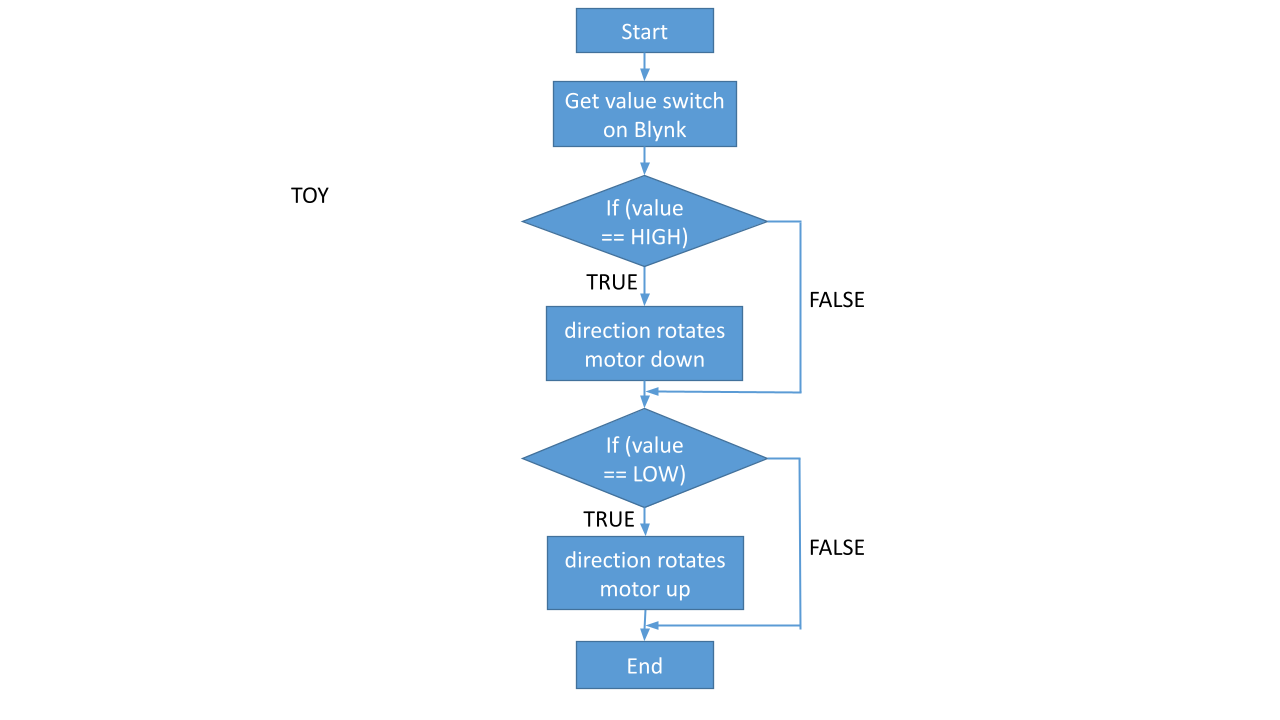 Start
Get value switch
on Blynk
TOY
If (value
== HIGH)
TRUE
FALSE
direction rotates
motor down
If (value
== LOW)
TRUE
FALSE
direction rotates
motor up
End